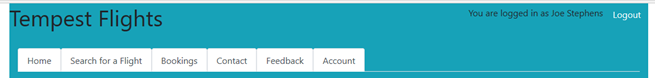 Tempest Flights
You are logged in as Joe Stephens Logout
Home Search for a Flight Bookings Contact Feedback Account